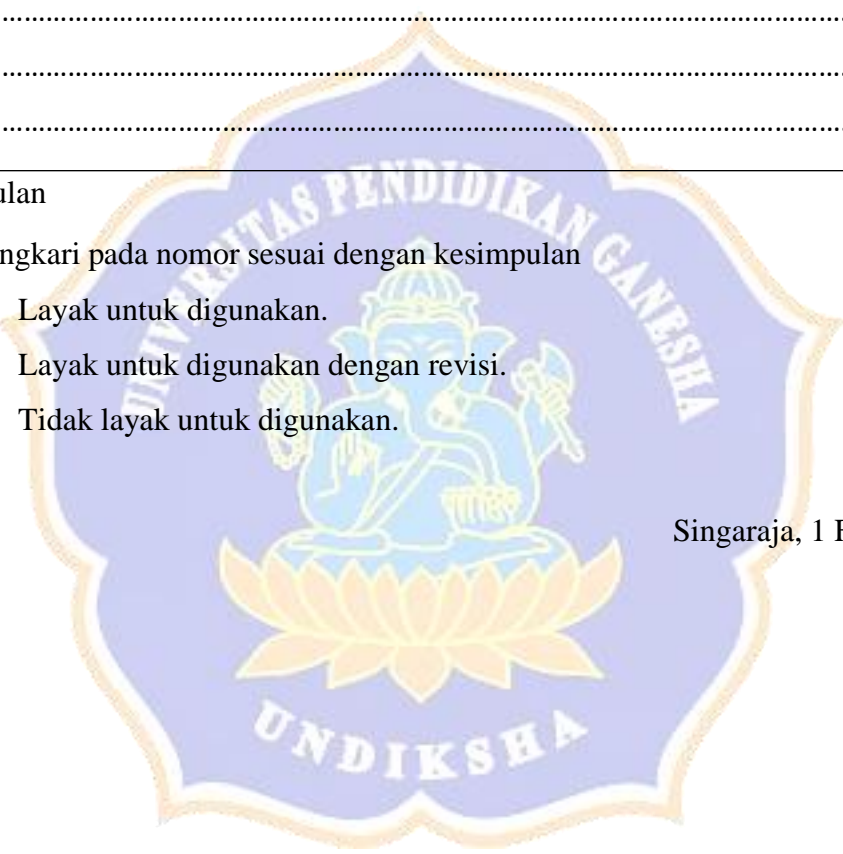 ........................................................................................................................
........................................................................................................................
........................................................................................................................
ulan
ngkari pada nomor sesuai dengan kesimpulan
Layak untuk digunakan.
Layak untuk digunakan dengan revisi.
Tidak layak untuk digunakan.
Singaraja, 1
UNIVERSITAS PENDIDIKAN GANESHA
UNDIKSHA